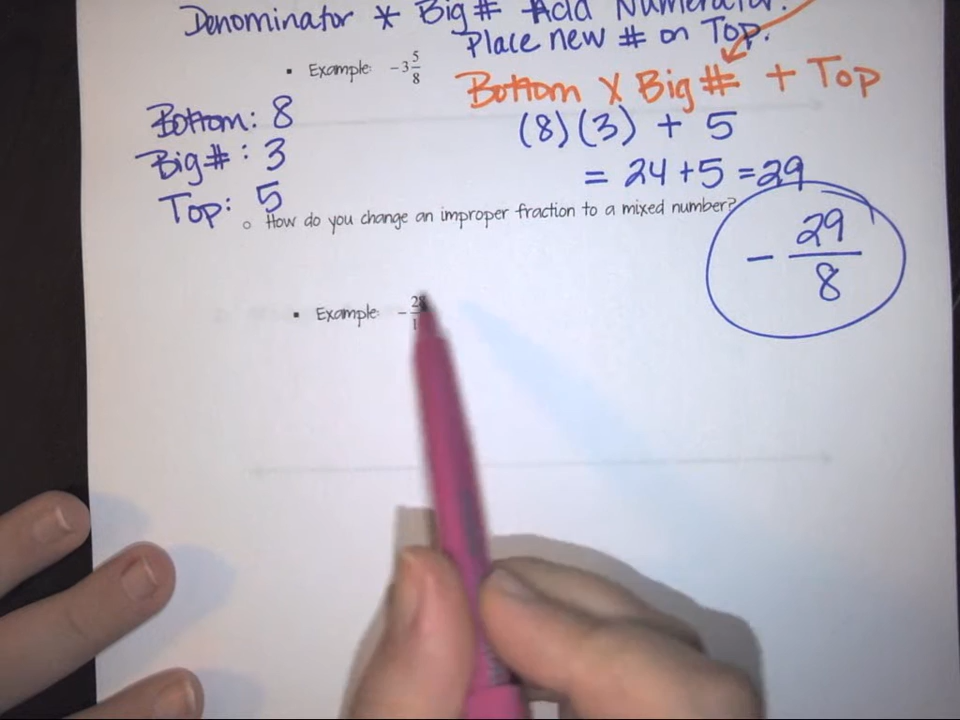 Denominator * Big # Add Numerator.
Place new # on Top.
▪ Example: -3 5/8
Bottom X Big # + Top
Bottom: 8
(8)(3) + 5
Big #: 3
= 24 + 5 = 29
Top: 5
○ How do you change an improper fraction to a mixed number?
- 29/8
▪ Example: -